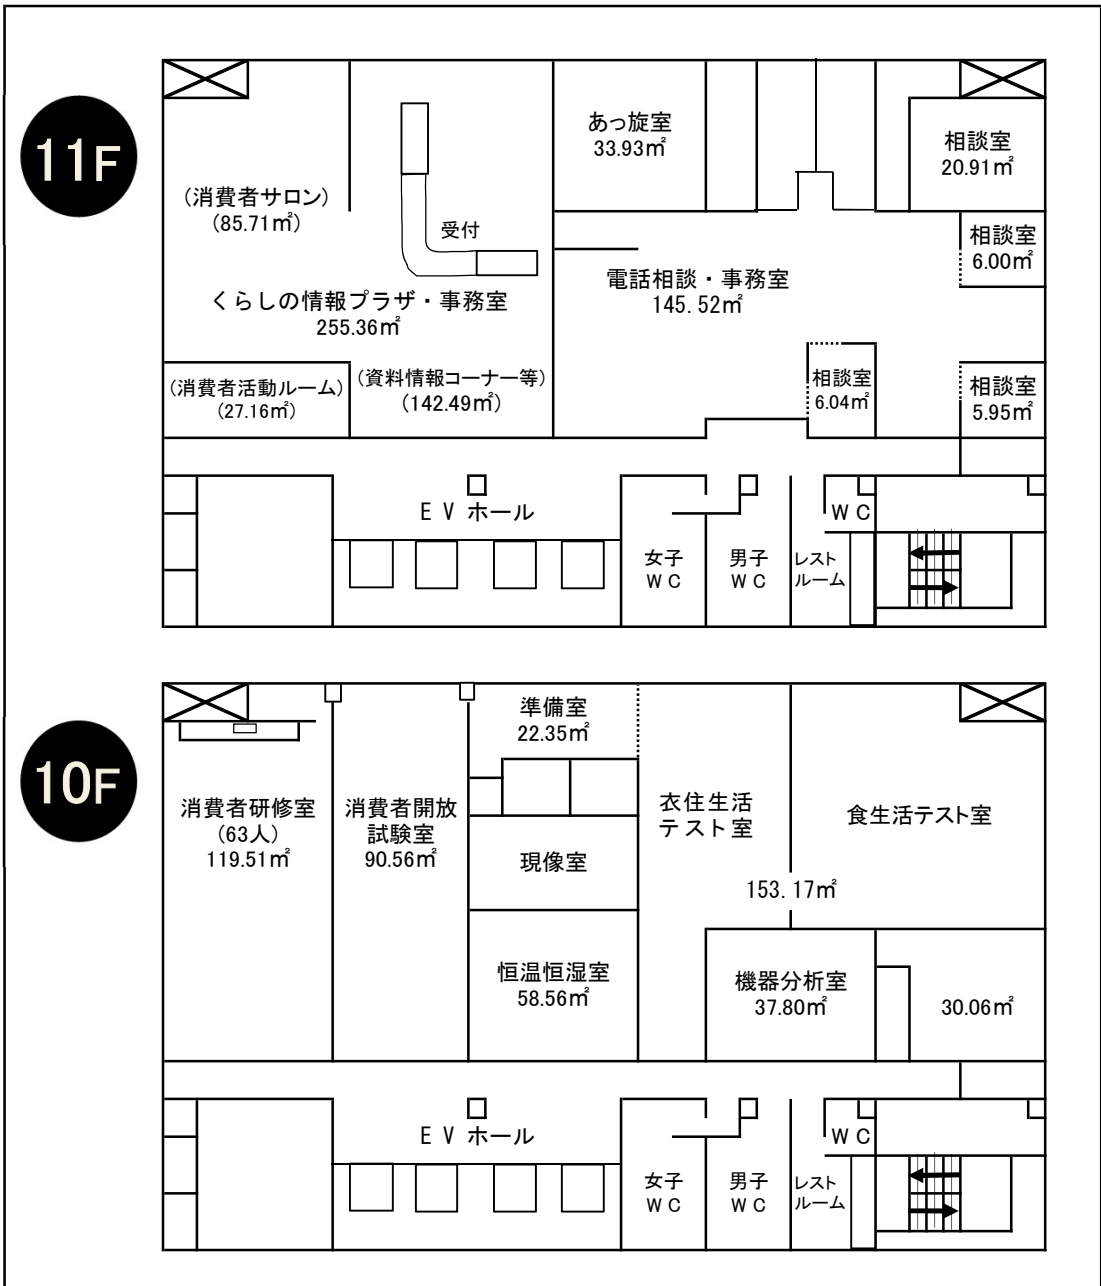 11F
あっ旋室
33.93㎡
相談室
20.91㎡
(消費者サロン)
(85.71㎡)
受付
相談室
6.00㎡
電話相談・事務室
145.52㎡
くらしの情報プラザ・事務室
255.36㎡
(消費者活動ルーム)
(27.16㎡)
(資料情報コーナー等)
(142.49㎡)
相談室
6.04㎡
相談室
5.95㎡
EV ホール
女子
WC
男子
WC
レスト
ルーム
WC
10F
準備室
22.35㎡
消費者研修室
(63人)
119.51㎡
消費者開放
試験室
90.56㎡
衣住生活
テスト室
食生活テスト室
現像室
153.17㎡
恒温恒湿室
58.56㎡
機器分析室
37.80㎡
30.06㎡
EV ホール
女子
WC
男子
WC
レスト
ルーム
WC